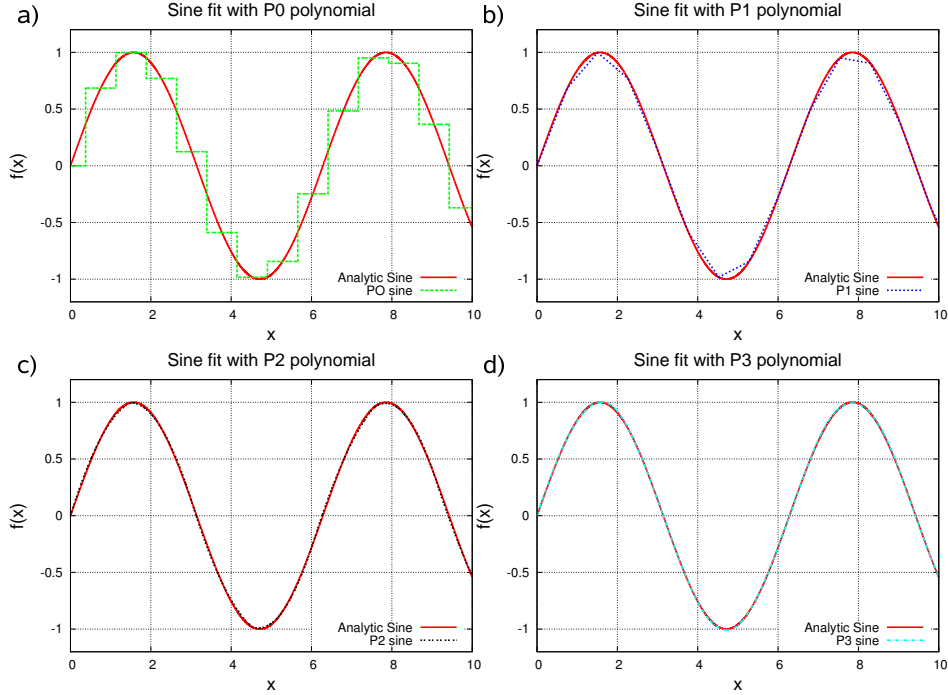 a)
Sine fit with P0 polynomial
1
0.5
0
-0.5
-1
f(x)
Analytic Sine
PO sine
0 2 4 6 8 10
x
b)
Sine fit with P1 polynomial
1
0.5
0
-0.5
-1
f(x)
Analytic Sine
P1 sine
0 2 4 6 8 10
x
c)
Sine fit with P2 polynomial
1
0.5
0
-0.5
-1
f(x)
Analytic Sine
P2 sine
0 2 4 6 8 10
x
d)
Sine fit with P3 polynomial
1
0.5
0
-0.5
-1
f(x)
Analytic Sine
P3 sine
0 2 4 6 8 10
x